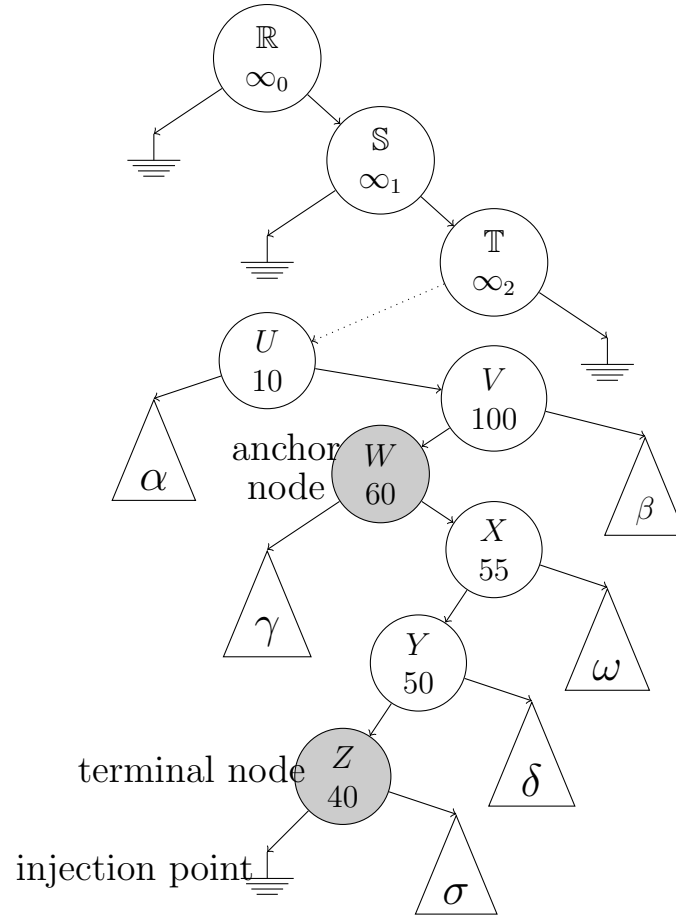 ℝ
∞₀
𝕊
∞₁
𝕋
∞₂
U
10
V
100
α
anchor
node
W
60
β
X
55
γ
ω
Y
50
terminal node
Z
40
δ
injection point
σ